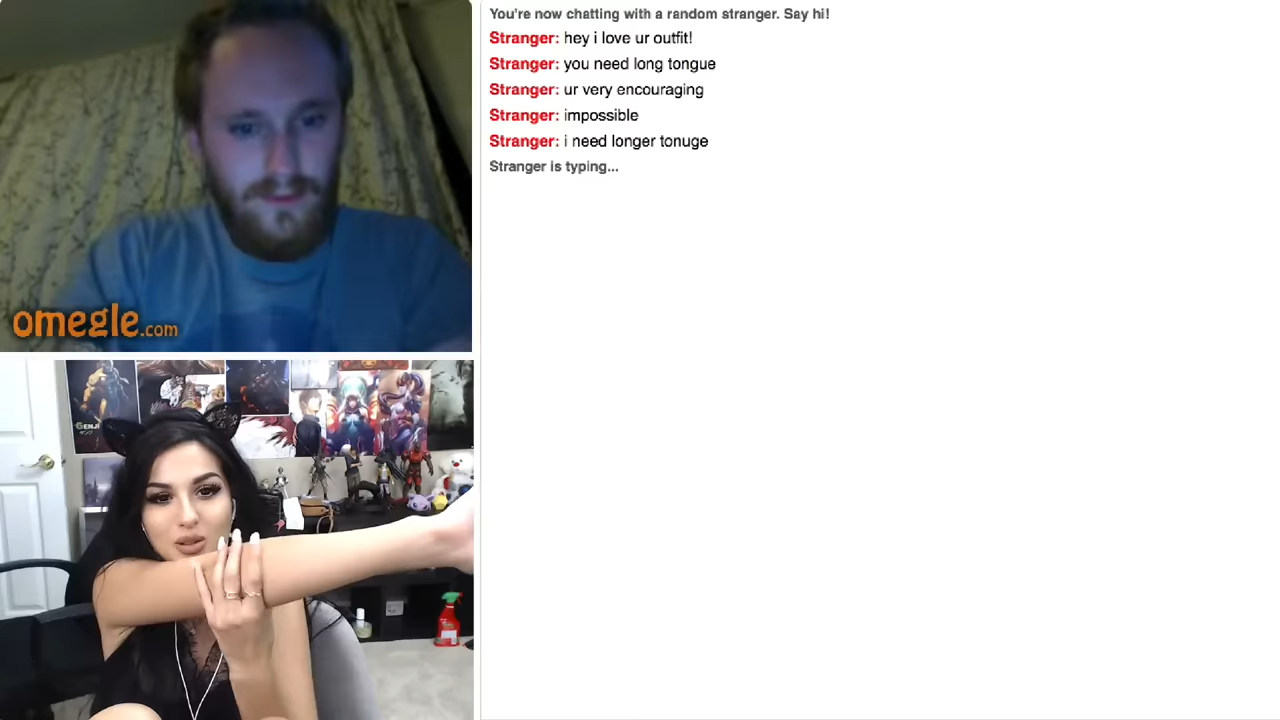 You're now chatting with a random stranger. Say hi!
Stranger: hey i love ur outfit!
Stranger: you need long tongue
Stranger: ur very encouraging
Stranger: impossible
Stranger: i need longer tonuge
Stranger is typing...
omegle.com
GENJI